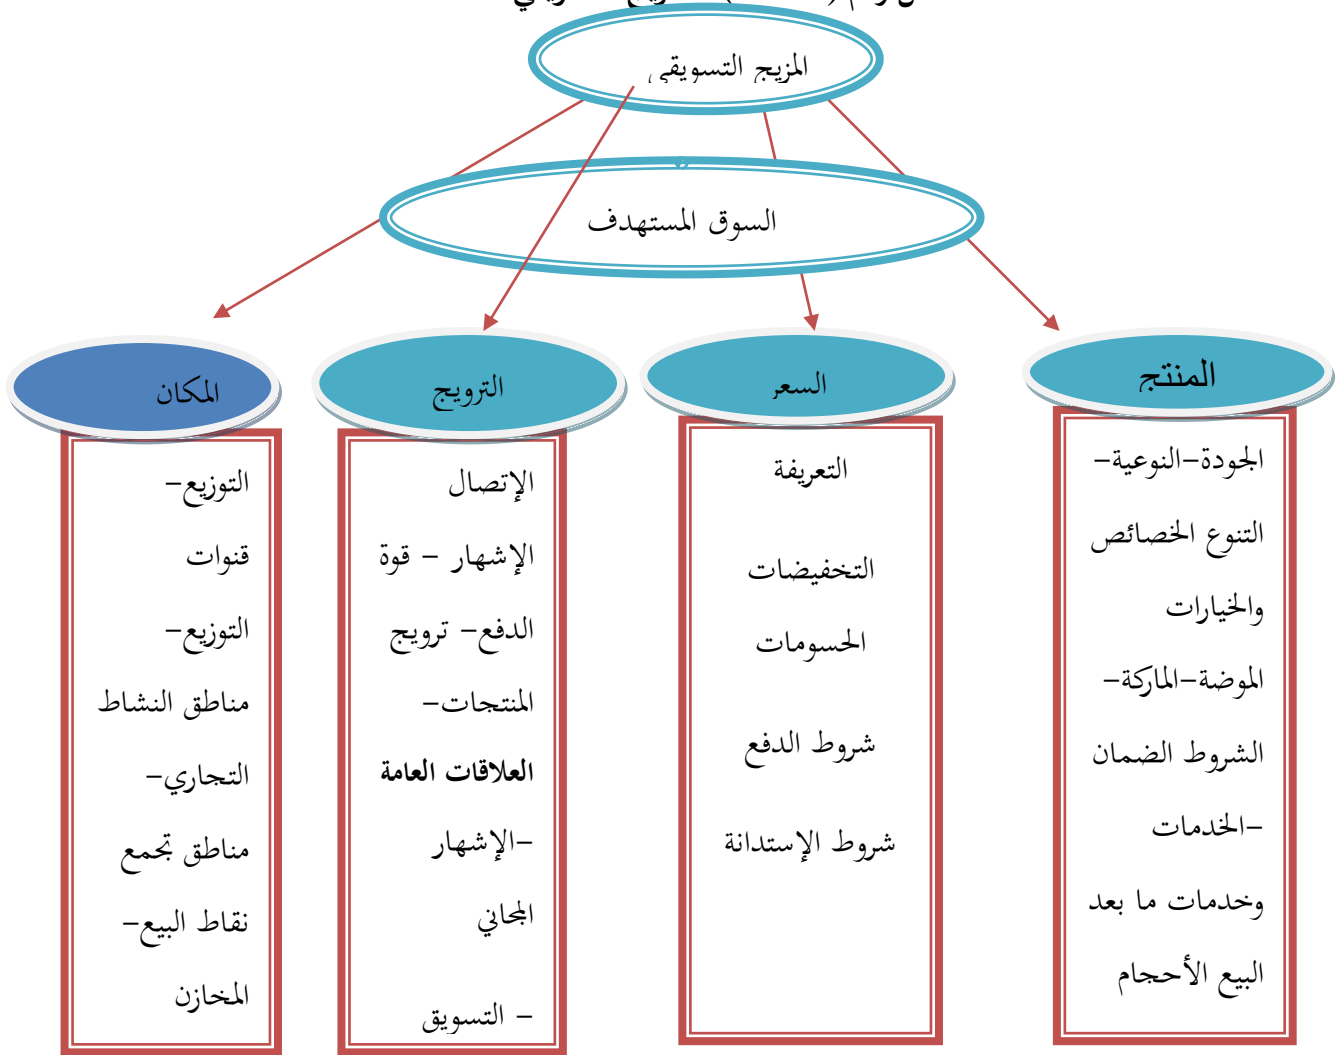 المزيج التسويقي
السوق المستهدف
المنتج
الجودة-النوعية-
التنوع الخصائص
والخيارات
الموضة-الماركة-
الشروط الضمان
-الخدمات
وخدمات ما بعد
البيع الأحجام
السعر
التعريفة
التخفيضات
الحسومات
شروط الدفع
شروط الإستدانة
الترويج
الإتصال
الإشهار - قوة
الدفع- ترويج
المنتجات-
العلاقات العامة
-الإشهار
المجاني
- التسويق
المكان
التوزيع-
قنوات
التوزيع-
مناطق النشاط
التجاري-
مناطق تجمع
نقاط البيع-
المخازن